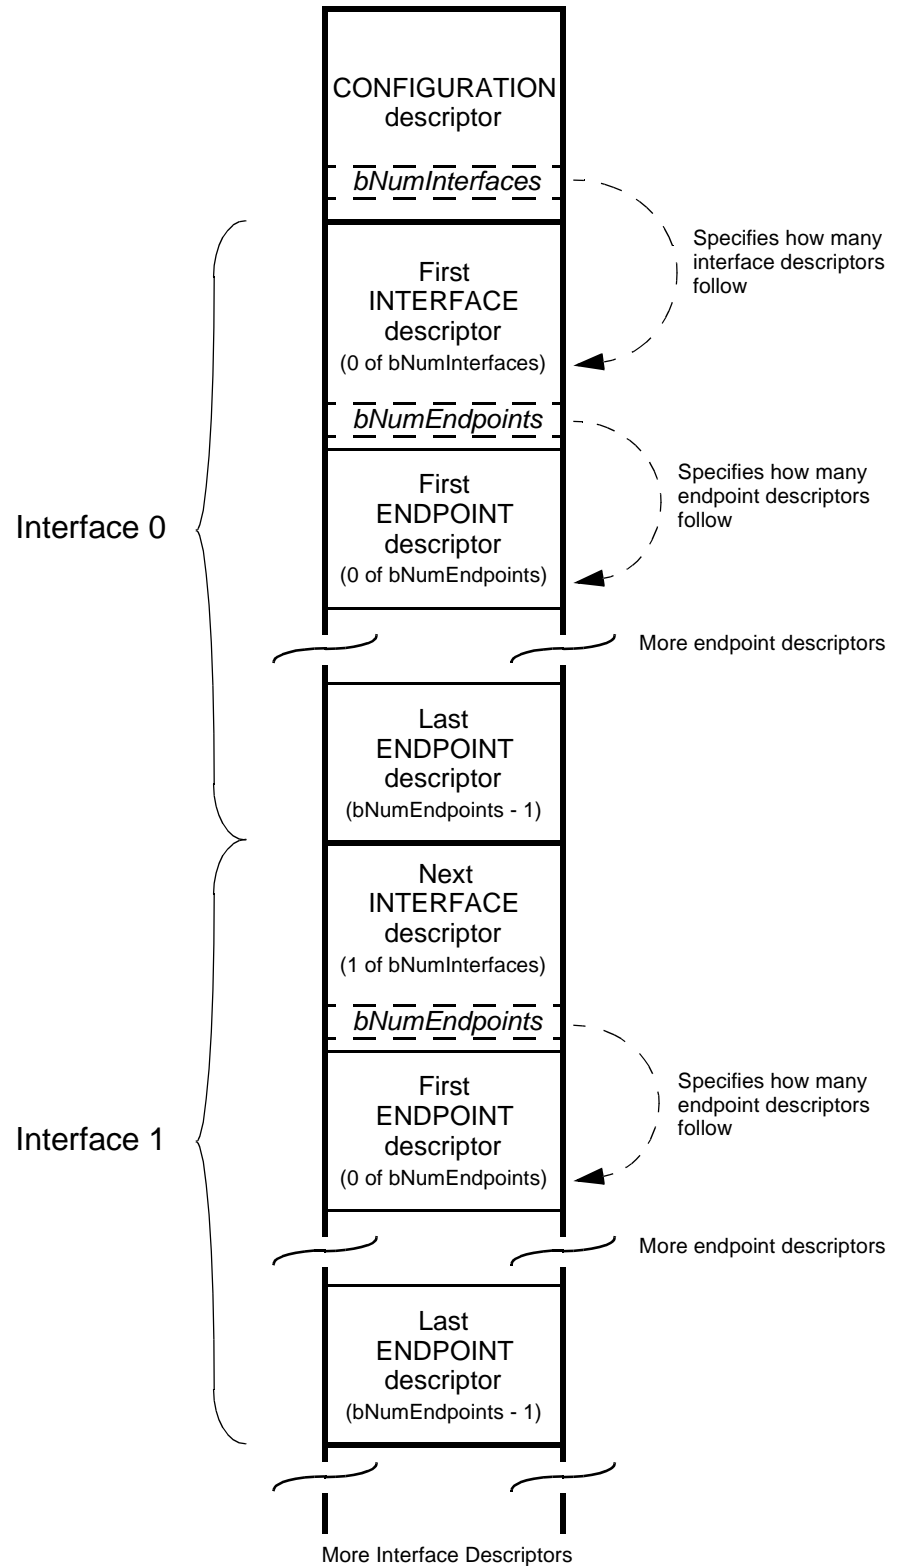 CONFIGURATION
descriptor
bNumInterfaces
Specifies how many
interface descriptors
follow
First
INTERFACE
descriptor
(0 of bNumInterfaces)
bNumEndpoints
Specifies how many
endpoint descriptors
follow
First
ENDPOINT
descriptor
(0 of bNumEndpoints)
Interface 0
More endpoint descriptors
Last
ENDPOINT
descriptor
(bNumEndpoints - 1)
Next
INTERFACE
descriptor
(1 of bNumInterfaces)
bNumEndpoints
Specifies how many
endpoint descriptors
follow
First
ENDPOINT
descriptor
(0 of bNumEndpoints)
Interface 1
More endpoint descriptors
Last
ENDPOINT
descriptor
(bNumEndpoints - 1)
More Interface Descriptors